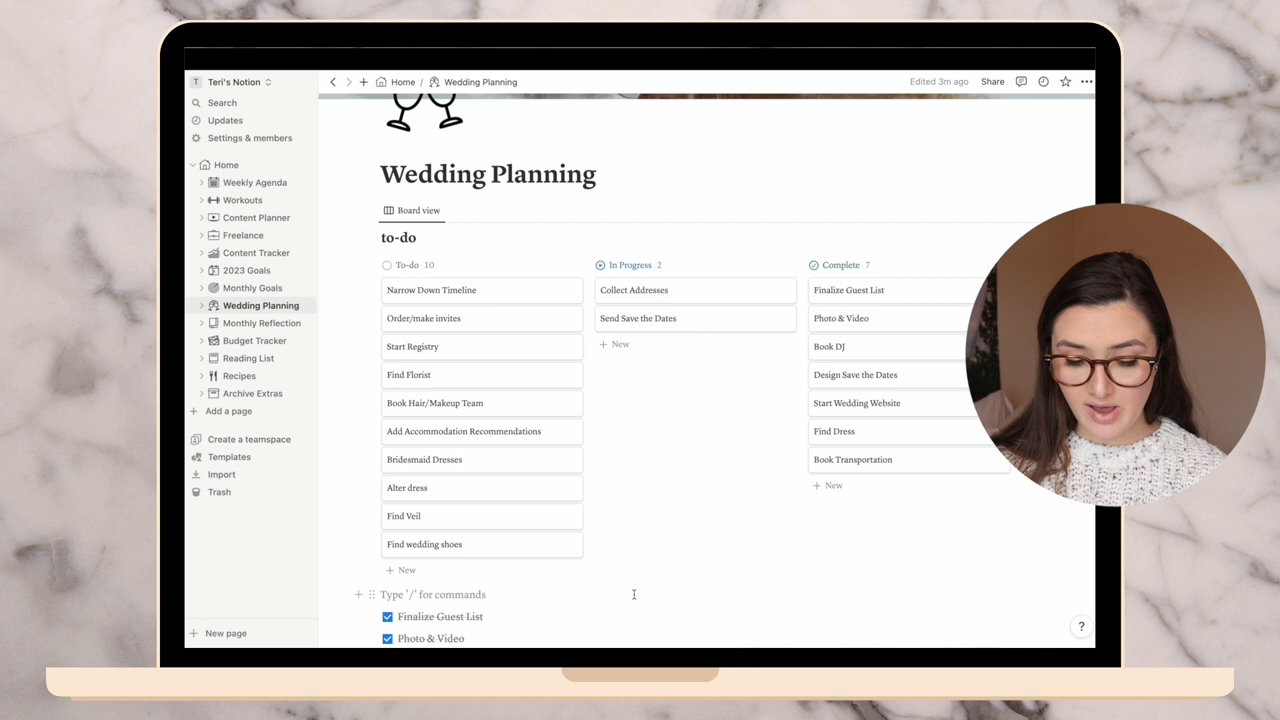 T Teri's Notion
Search
Updates
Settings & members
Home
Weekly Agenda
Workouts
Content Planner
Freelance
Content Tracker
2023 Goals
Monthly Goals
Wedding Planning
Monthly Reflection
Budget Tracker
Reading List
Recipes
Archive Extras
Add a page
Create a teamspace
Templates
Import
Trash
New page
Home / Wedding Planning
Edited 3m ago Share
Wedding Planning
Board view
to-do
To-do 10
Narrow Down Timeline
Order/make invites
Start Registry
Find Florist
Book Hair/Makeup Team
Add Accommodation Recommendations
Bridesmaid Dresses
Alter dress
Find Veil
Find wedding shoes
+ New
In Progress 2
Collect Addresses
Send Save the Dates
+ New
Complete 7
Finalize Guest List
Photo & Video
Book DJ
Design Save the Dates
Start Wedding Website
Find Dress
Book Transportation
+ New
Type '/' for commands
Finalize Guest List
Photo & Video
?